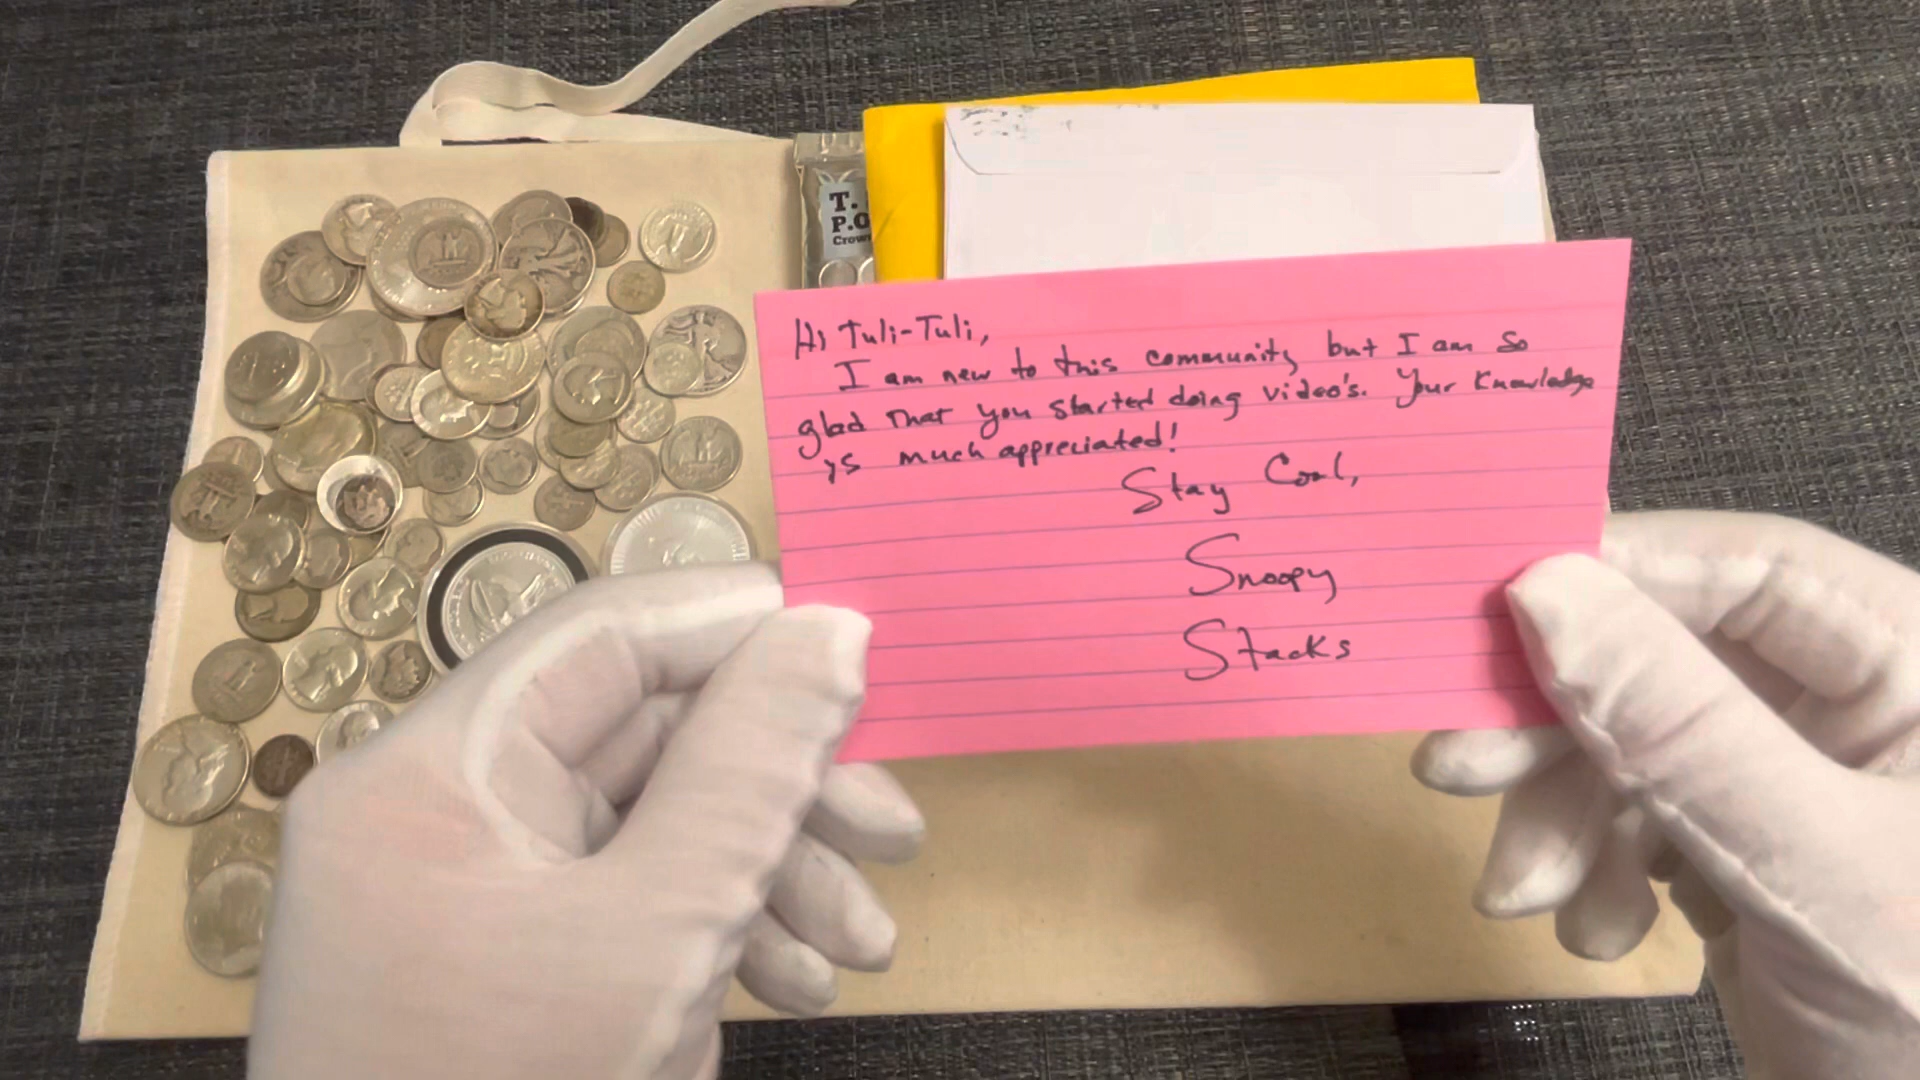 T.
P.O
Crow
Hi Tuli-Tuli,
I am new to this community but I am so
glad that you started doing video's. Your Knowledge
is much appreciated!
Stay Cool,
Snoopy
Stacks